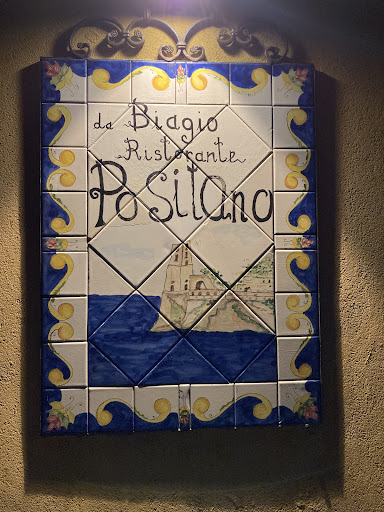 da Biagio
Ristorante
Positano